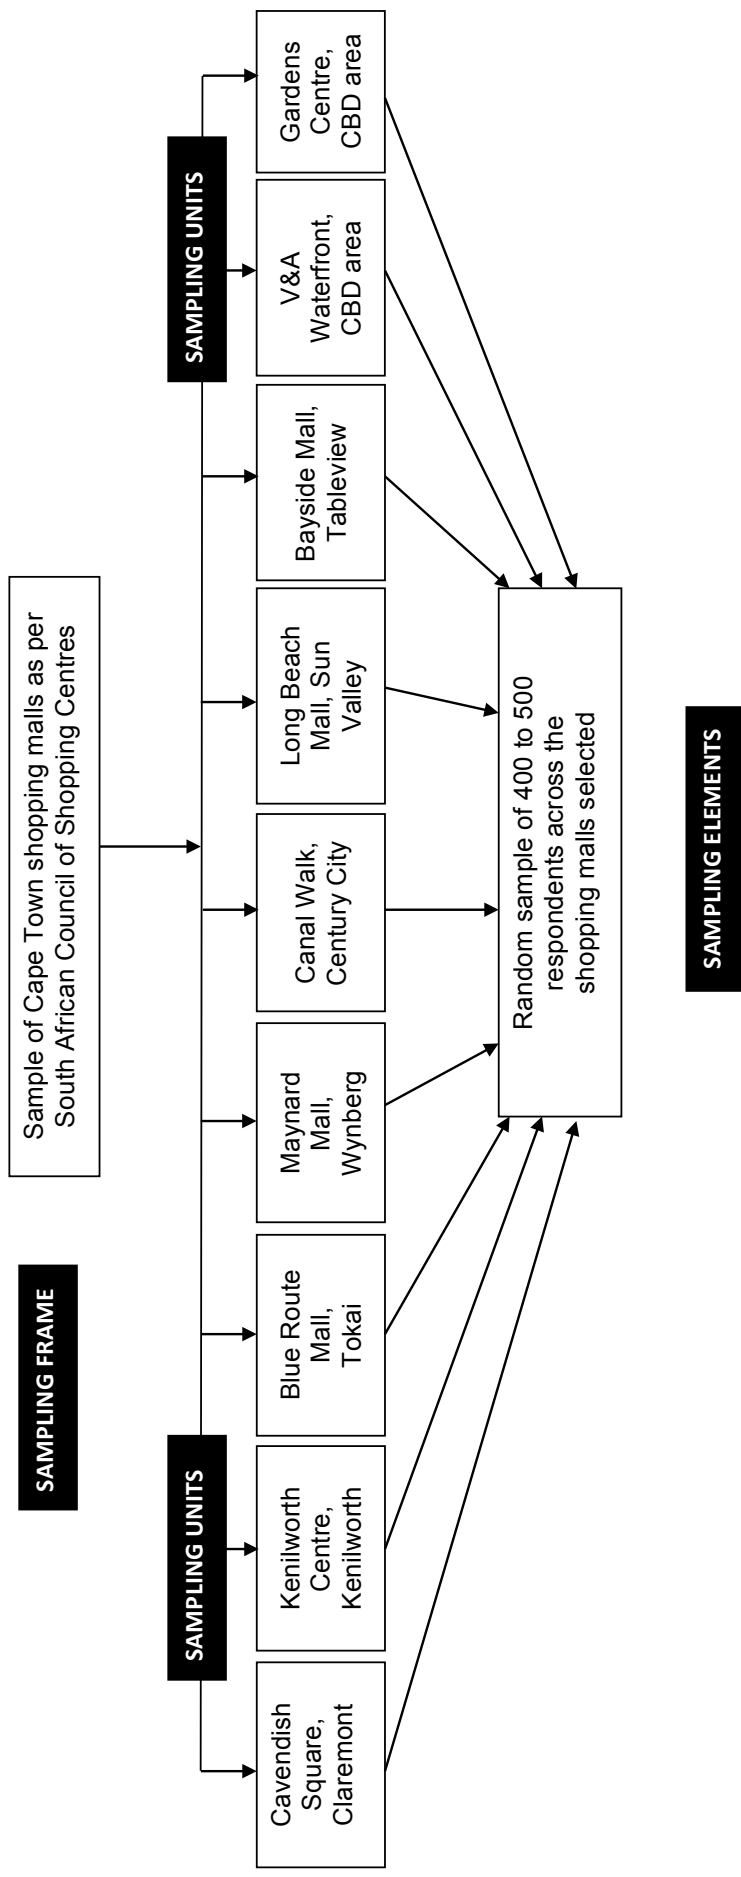 SAMPLING FRAME
Sample of Cape Town shopping malls as per
South African Council of Shopping Centres
SAMPLING UNITS
SAMPLING UNITS
Cavendish
Square,
Claremont
Kenilworth
Centre,
Kenilworth
Blue Route
Mall,
Tokai
Maynard
Mall,
Wynberg
Canal Walk,
Century City
Long Beach
Mall, Sun
Valley
Bayside Mall,
Tableview
V&A
Waterfront,
CBD area
Gardens
Centre,
CBD area
Random sample of 400 to 500
respondents across the
shopping malls selected
SAMPLING ELEMENTS